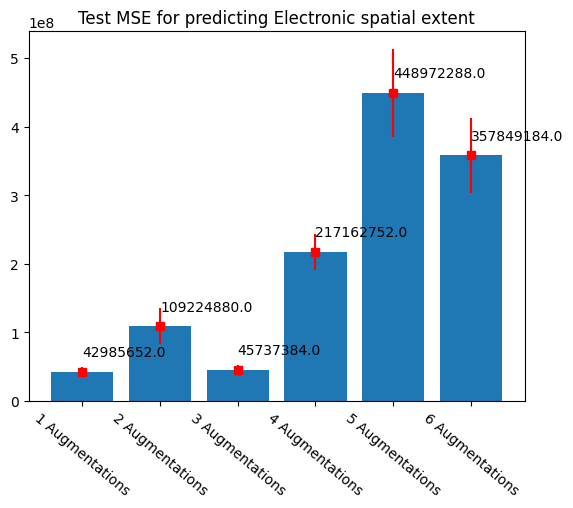 Test MSE for predicting Electronic spatial extent
1e8
5
4
3
2
1
0
42985652.0
109224880.0
45737384.0
217162752.0
448972288.0
357849184.0
1 Augmentations
2 Augmentations
3 Augmentations
4 Augmentations
5 Augmentations
6 Augmentations